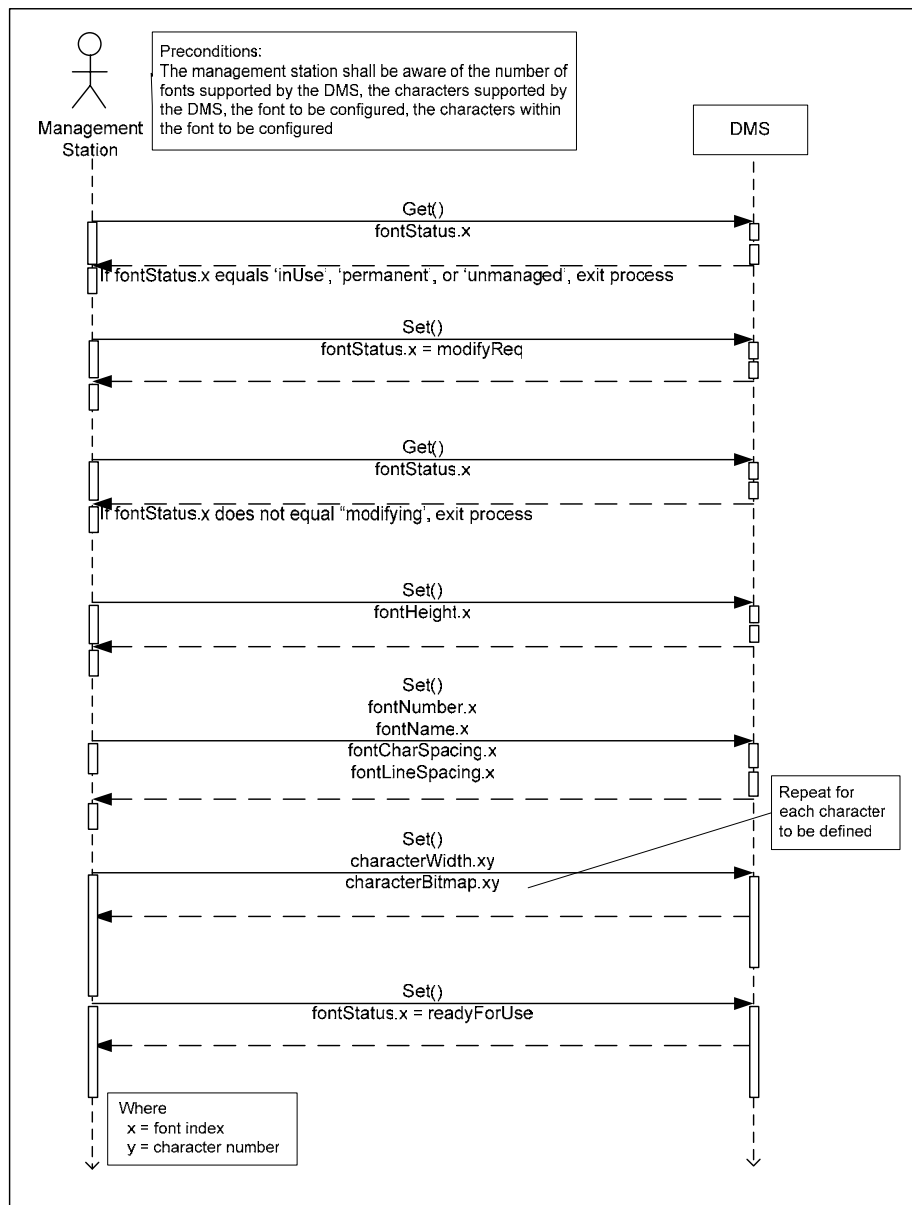 Preconditions:
The management station shall be aware of the number of
fonts supported by the DMS, the characters supported by
the DMS, the font to be configured, the characters within
the font to be configured
Management
Station
DMS
Get()
fontStatus.x
If fontStatus.x equals ‘inUse’, ‘permanent’, or ‘unmanaged’, exit process
Set()
fontStatus.x = modifyReq
Get()
fontStatus.x
If fontStatus.x does not equal “modifying’, exit process
Set()
fontHeight.x
Set()
fontNumber.x
fontName.x
fontCharSpacing.x
fontLineSpacing.x
Repeat for
each character
to be defined
Set()
characterWidth.xy
characterBitmap.xy
Set()
fontStatus.x = readyForUse
Where
x = font index
y = character number